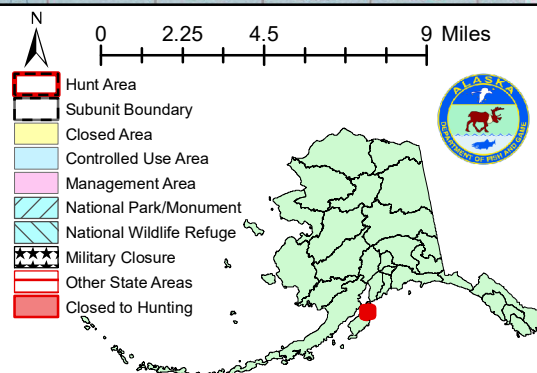 N
0 2.25 4.5 9 Miles
Hunt Area
Subunit Boundary
Closed Area
Controlled Use Area
Management Area
National Park/Monument
National Wildlife Refuge
Military Closure
Other State Areas
Closed to Hunting
ALASKA
DEPARTMENT OF FISH AND GAME